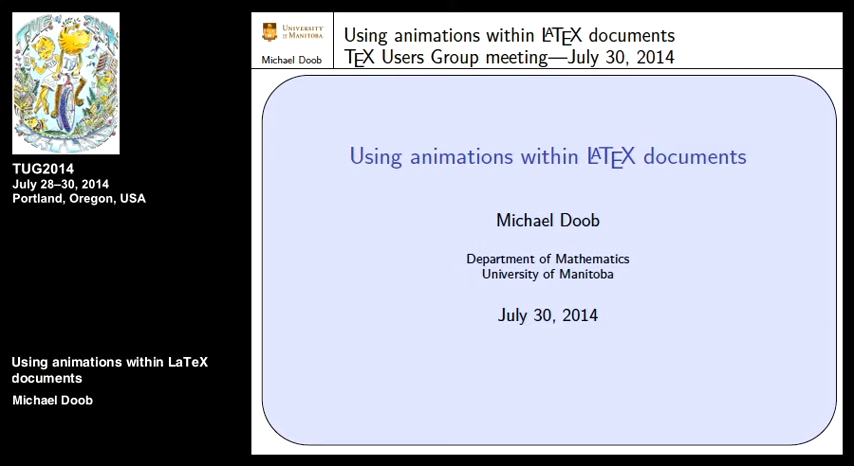 TUG2014
July 28–30, 2014
Portland, Oregon, USA
Using animations within LaTeX
documents
Michael Doob
UNIVERSITY
OF MANITOBA
Michael Doob
Using animations within LATEX documents
TEX Users Group meeting—July 30, 2014
Using animations within LATEX documents
Michael Doob
Department of Mathematics
University of Manitoba
July 30, 2014